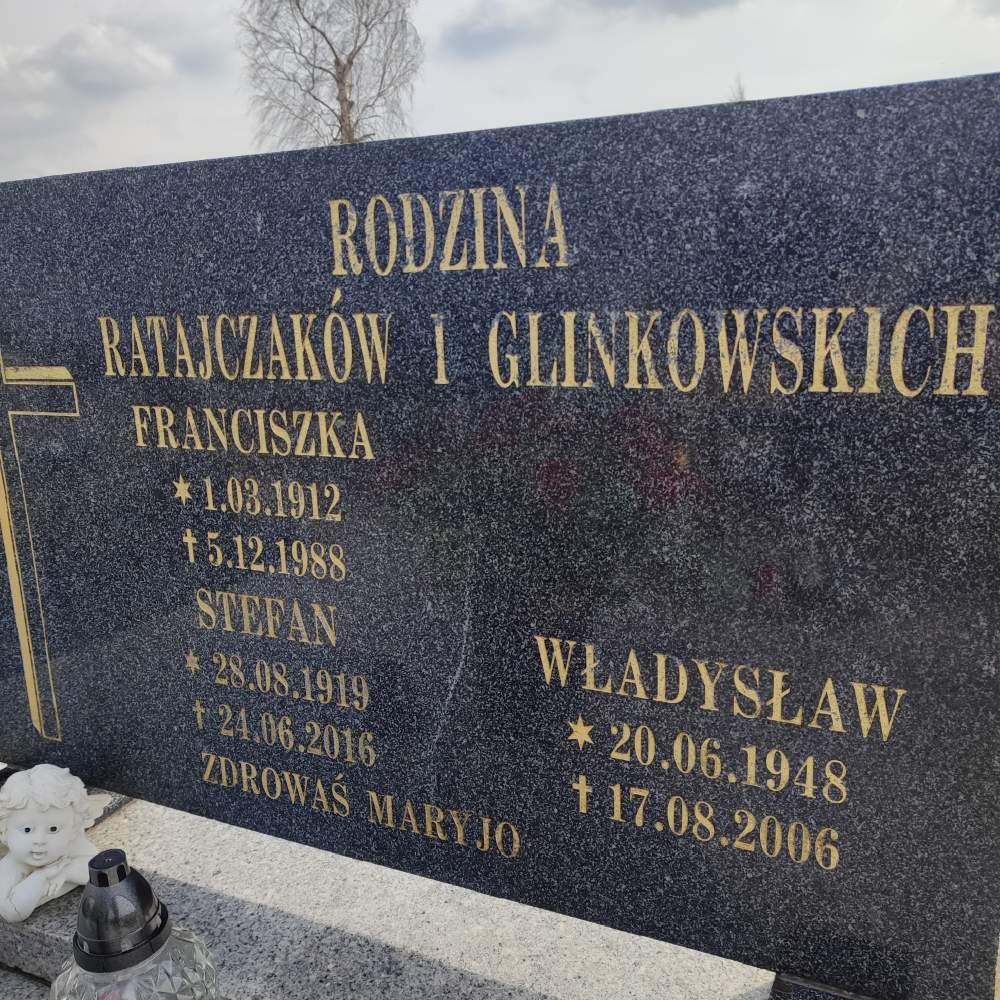 RODZINA
RATAJCZAKÓW I GLINKOWSKICH
FRANCISZKA
* 1.03.1912
† 5.12.1988
STEFAN
* 28.08.1919
† 24.06.2016
ZDROWAŚ MARYJO
WŁADYSŁAW
* 20.06.1948
† 17.08.2006